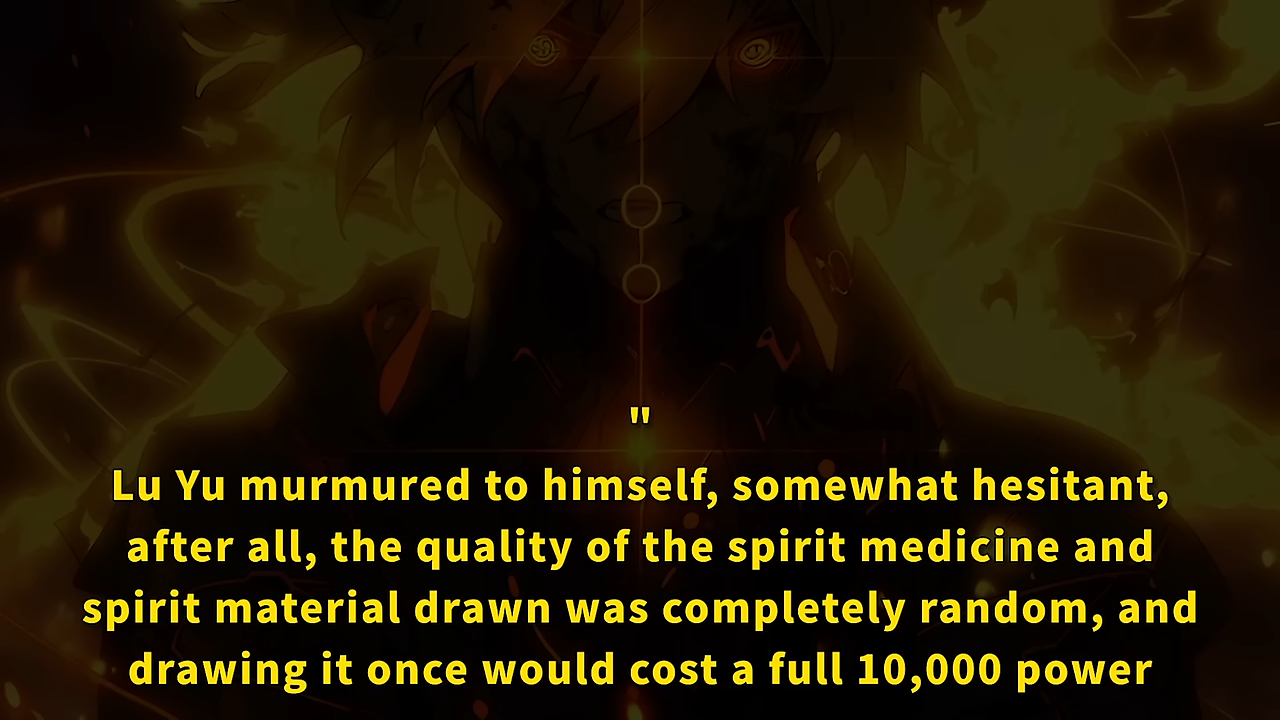 "
Lu Yu murmured to himself, somewhat hesitant,
after all, the quality of the spirit medicine and
spirit material drawn was completely random, and
drawing it once would cost a full 10,000 power